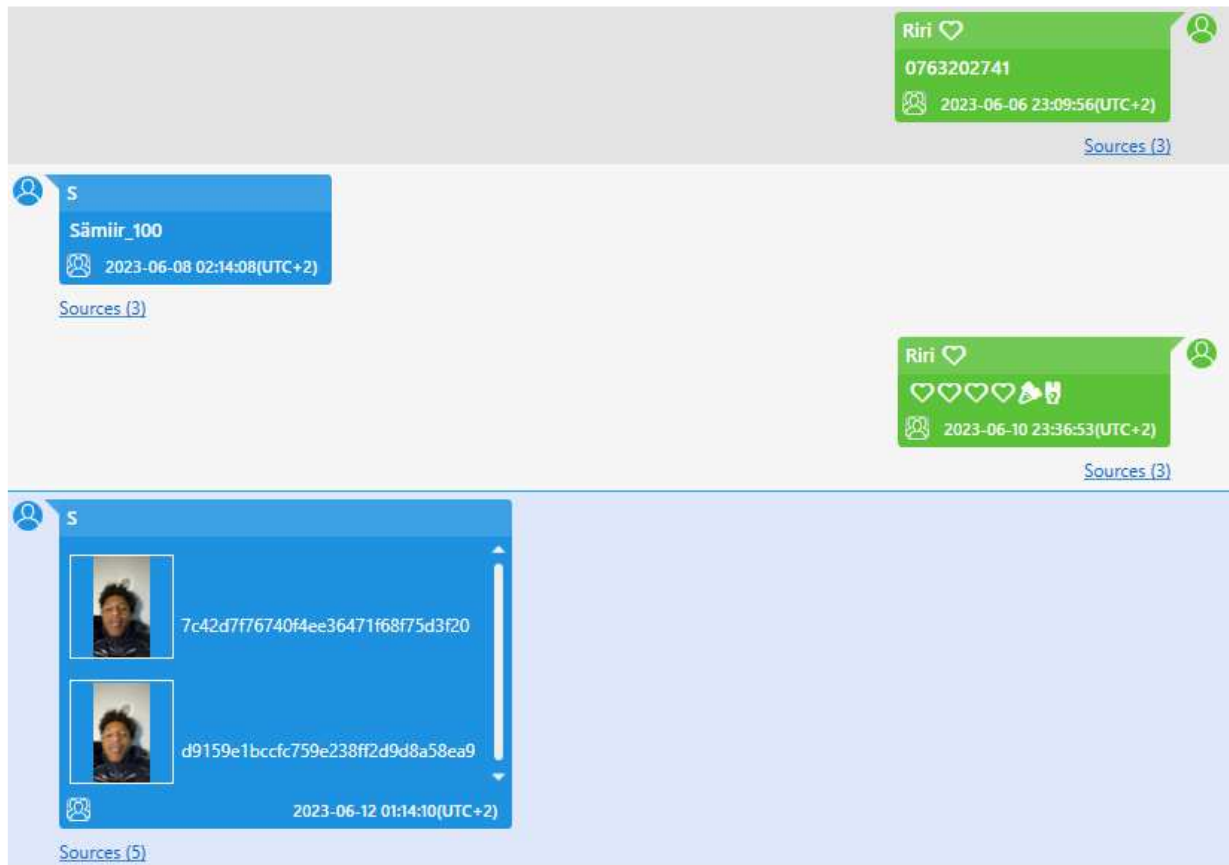 Riri ♡
0763202741
2023-06-06 23:09:56(UTC+2)
Sources (3)
S
Sämiir_100
2023-06-08 02:14:08(UTC+2)
Sources (3)
Riri ♡
♡♡♡♡
2023-06-10 23:36:53(UTC+2)
Sources (3)
S
7c42d7f76740f4ee36471f68f75d3f20
d9159e1bccfc759e238ff2d9d8a58ea9
2023-06-12 01:14:10(UTC+2)
Sources (5)